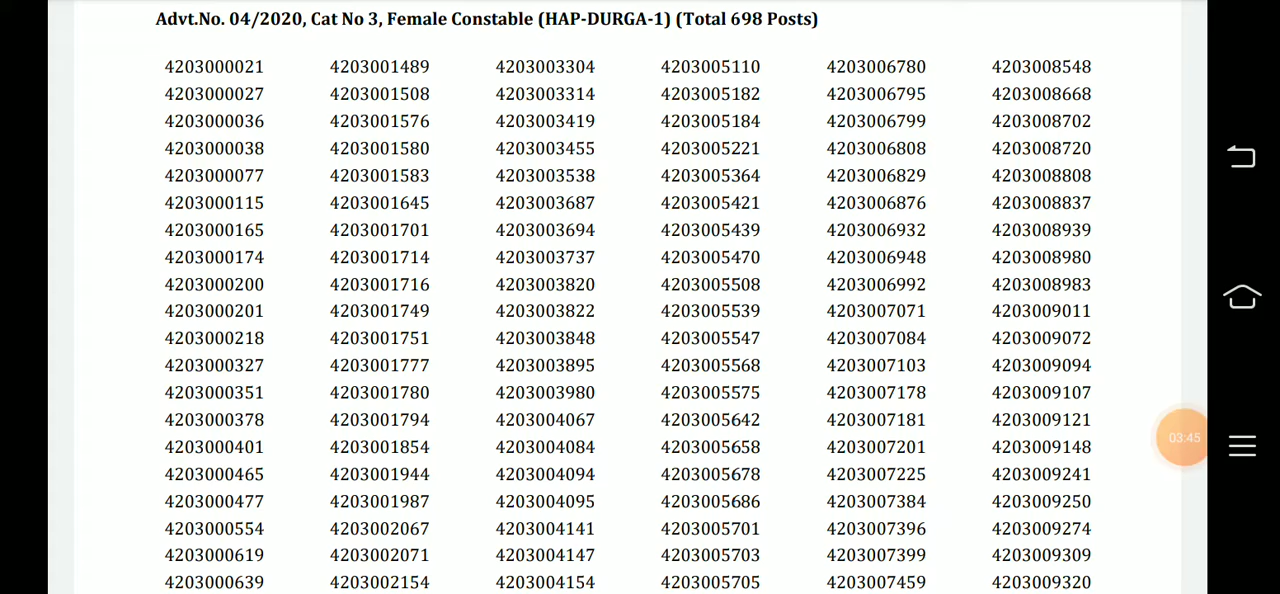 Advt.No. 04/2020, Cat No 3, Female Constable (HAP-DURGA-1) (Total 698 Posts)
4203000021 4203001489 4203003304 4203005110 4203006780 4203008548
4203000027 4203001508 4203003314 4203005182 4203006795 4203008668
4203000036 4203001576 4203003419 4203005184 4203006799 4203008702
4203000038 4203001580 4203003455 4203005221 4203006808 4203008720
4203000077 4203001583 4203003538 4203005364 4203006829 4203008808
4203000115 4203001645 4203003687 4203005421 4203006876 4203008837
4203000165 4203001701 4203003694 4203005439 4203006932 4203008939
4203000174 4203001714 4203003737 4203005470 4203006948 4203008980
4203000200 4203001716 4203003820 4203005508 4203006992 4203008983
4203000201 4203001749 4203003822 4203005539 4203007071 4203009011
4203000218 4203001751 4203003848 4203005547 4203007084 4203009072
4203000327 4203001777 4203003895 4203005568 4203007103 4203009094
4203000351 4203001780 4203003980 4203005575 4203007178 4203009107
4203000378 4203001794 4203004067 4203005642 4203007181 4203009121
4203000401 4203001854 4203004084 4203005658 4203007201 4203009148
4203000465 4203001944 4203004094 4203005678 4203007225 4203009241
4203000477 4203001987 4203004095 4203005686 4203007384 4203009250
4203000554 4203002067 4203004141 4203005701 4203007396 4203009274
4203000619 4203002071 4203004147 4203005703 4203007399 4203009309
4203000639 4203002154 4203004154 4203005705 4203007459 4203009320
03:45